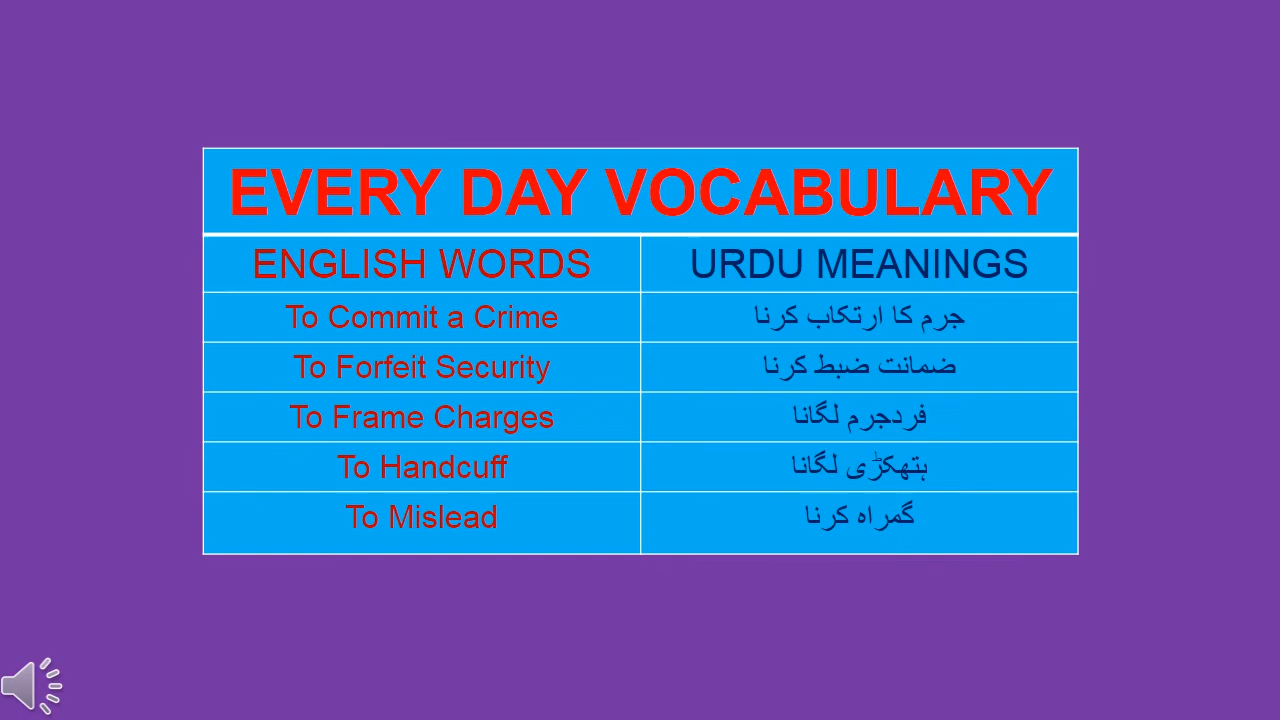 EVERY DAY VOCABULARY
ENGLISH WORDS URDU MEANINGS
To Commit a Crime جرم کا ارتکاب کرنا
To Forfeit Security ضمانت ضبط کرنا
To Frame Charges فردجرم لگانا
To Handcuff ہتھکڑی لگانا
To Mislead گمراہ کرنا